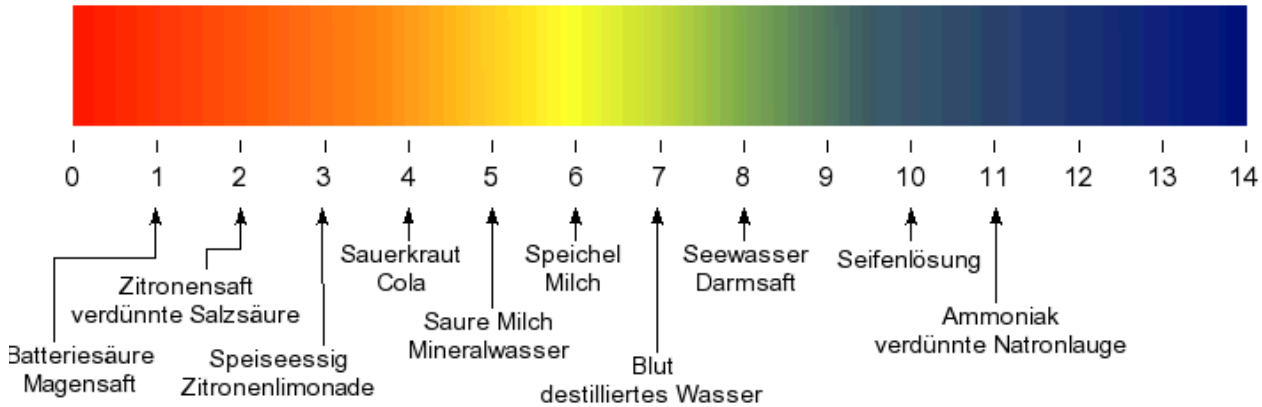 0 1 2 3 4 5 6 7 8 9 10 11 12 13 14
Batteriesäure
Magensaft
Zitronensaft
verdünnte Salzsäure
Speiseessig
Zitronenlimonade
Sauerkraut
Cola
Saure Milch
Mineralwasser
Speichel
Milch
Blut
destilliertes Wasser
Seewasser
Darmsaft
Seifenlösung
Ammoniak
verdünnte Natronlauge